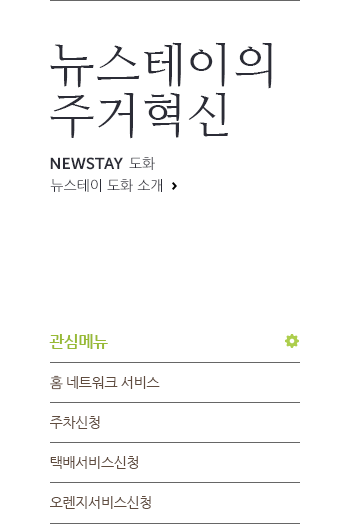 뉴스테이의
주거혁신
NEWSTAY 도화
뉴스테이 도화 소개
관심메뉴
홈 네트워크 서비스
주차신청
택배서비스신청
오렌지서비스신청